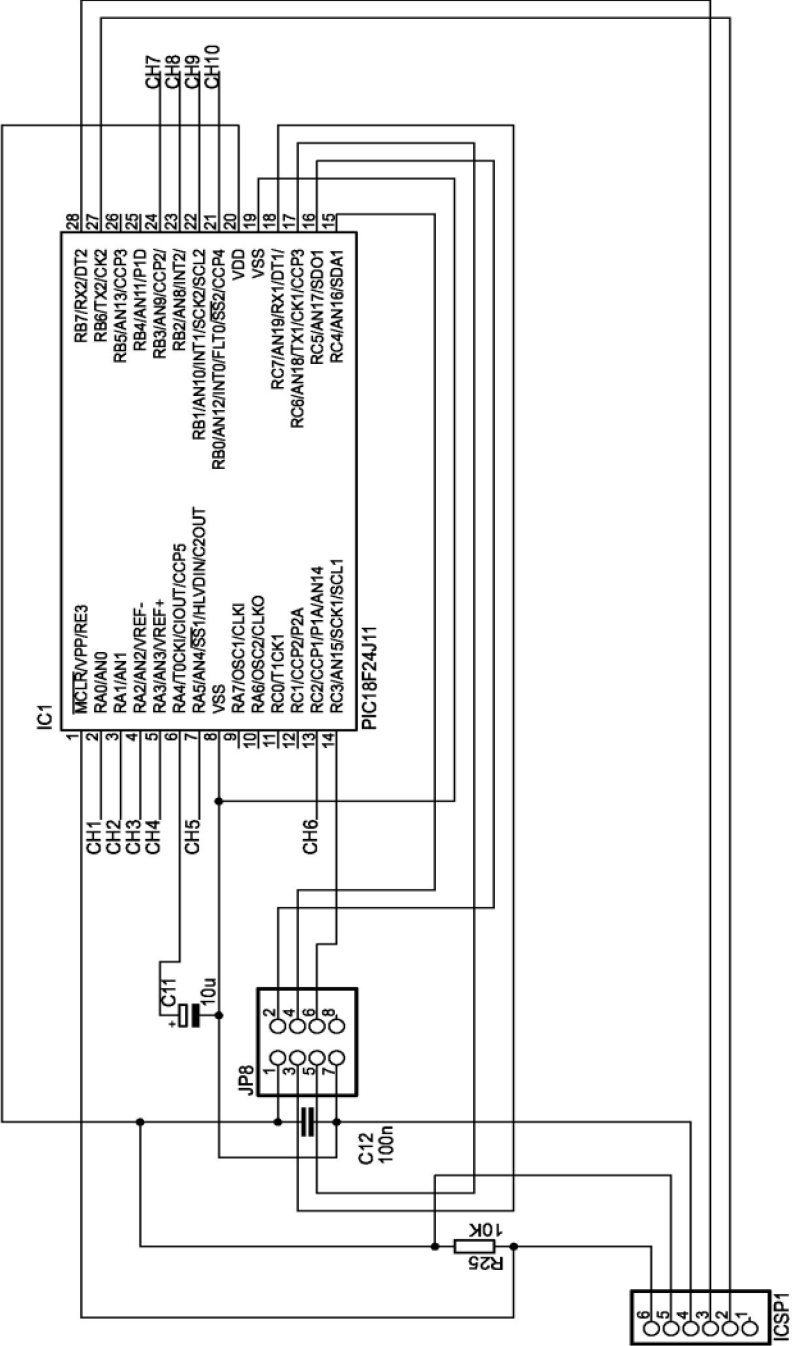 CH7
CH8
CH9
CH10
28
27
26
25
24
23
22
21
20
19
18
17
16
15
RB7/RX2/DT2
RB6/TX2/CK2
RB5/AN13/CCP3
RB4/AN11/P1D
RB3/AN9/CCP2/
RB2/AN8/INT2/
RB1/AN10/INT1/SCK2/SCL2
RB0/AN12/INT0/FLT0/SS2/CCP4
VDD
VSS
RC7/AN19/RX1/DT1/
RC6/AN18/TX1/CK1/CCP3
RC5/AN17/SDO1
RC4/AN16/SDA1
MCLR/VPP/RE3
RA0/AN0
RA1/AN1
RA2/AN2/VREF-
RA3/AN3/VREF+
RA4/T0CKI/CIOUT/CCP5
RA5/AN4/SS1/HLVDIN/C2OUT
VSS
RA7/OSC1/CLKI
RA6/OSC2/CLKO
RC0/T1CK1
RC1/CCP2/P2A
RC2/CCP1/P1A/AN14
RC3/AN15/SCK1/SCL1
IC1
PIC18F24J11
1
2
3
4
5
6
7
8
9
10
11
12
13
14
CH1
CH2
CH3
CH4
CH5
CH6
C11
+
10u
2
4
6
8
1
3
5
7
JP8
C12
100n
10K
R25
6
5
4
3
2
1
ICSP1